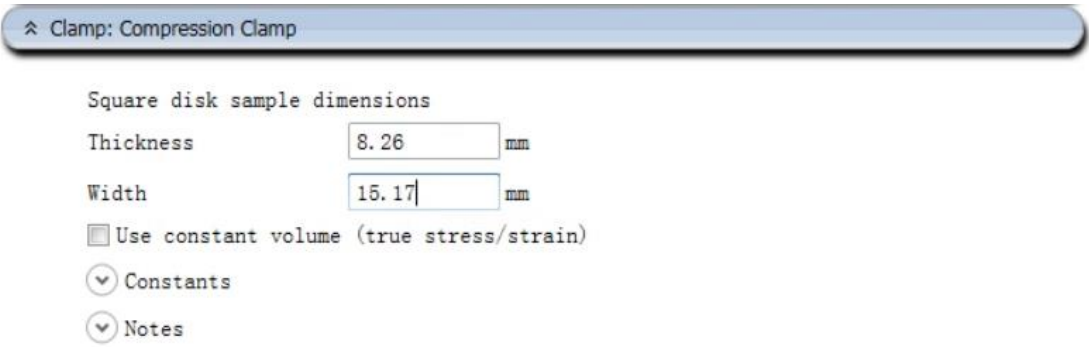 Clamp: Compression Clamp
Square disk sample dimensions
Thickness 8.26 mm
Width 15.17 mm
Use constant volume (true stress/strain)
Constants
Notes